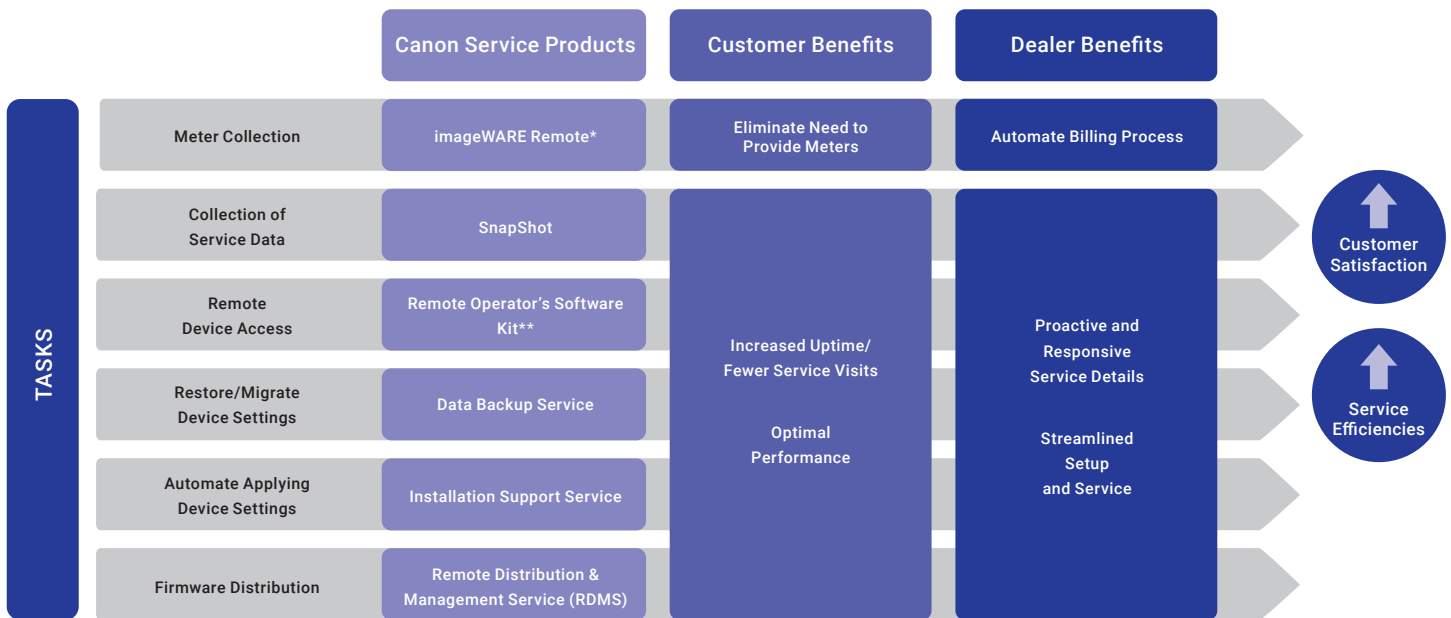 Canon Service Products
Customer Benefits
Dealer Benefits
TASKS
Meter Collection
imageWARE Remote*
Eliminate Need to
Provide Meters
Automate Billing Process
Collection of
Service Data
SnapShot
Remote
Device Access
Remote Operator’s Software
Kit**
Restore/Migrate
Device Settings
Data Backup Service
Automate Applying
Device Settings
Installation Support Service
Firmware Distribution
Remote Distribution &
Management Service (RDMS)
Increased Uptime/
Fewer Service Visits
Optimal
Performance
Proactive and
Responsive
Service Details
Streamlined
Setup
and Service
Customer
Satisfaction
Service
Efficiencies